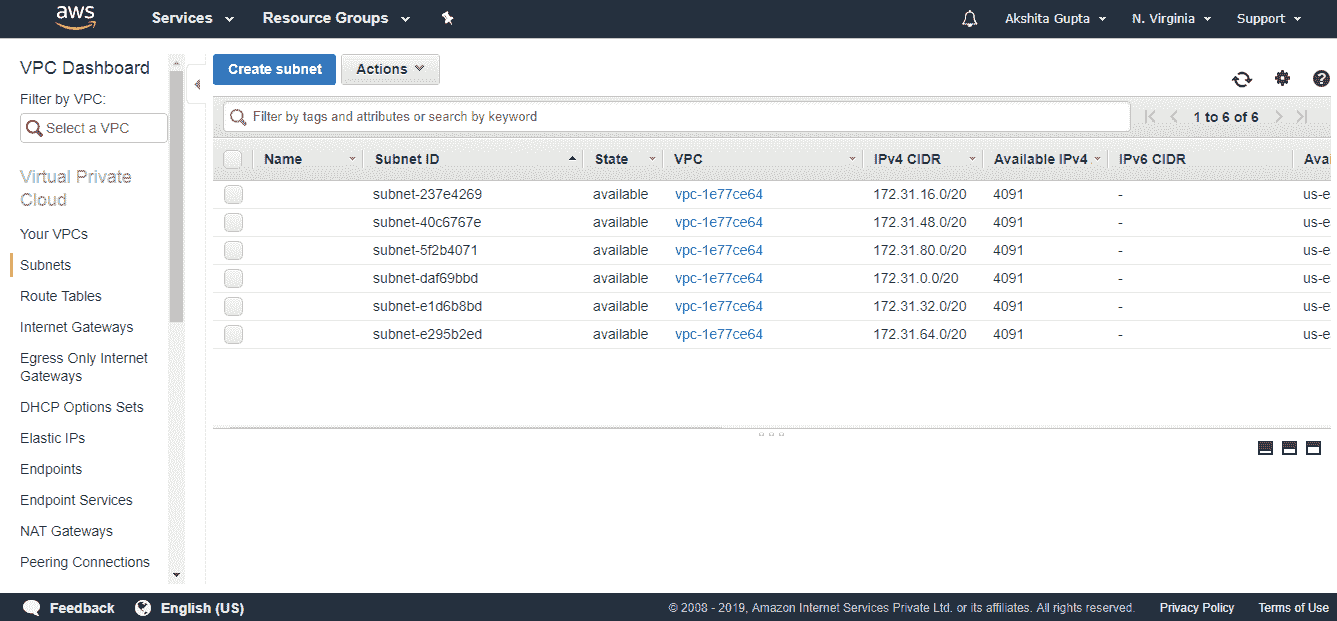 aws Services Resource Groups Akshita Gupta N. Virginia Support
VPC Dashboard
Filter by VPC:
Select a VPC
Virtual Private
Cloud
Your VPCs
Subnets
Route Tables
Internet Gateways
Egress Only Internet
Gateways
DHCP Options Sets
Elastic IPs
Endpoints
Endpoint Services
NAT Gateways
Peering Connections
Create subnet Actions
Filter by tags and attributes or search by keyword 1 to 6 of 6
Name Subnet ID State VPC IPv4 CIDR Available IPv4 IPv6 CIDR Avai
subnet-237e4269 available vpc-1e77ce64 172.31.16.0/20 4091 - us-e
subnet-40c6767e available vpc-1e77ce64 172.31.48.0/20 4091 - us-e
subnet-5f2b4071 available vpc-1e77ce64 172.31.80.0/20 4091 - us-e
subnet-daf69bbd available vpc-1e77ce64 172.31.0.0/20 4091 - us-e
subnet-e1d6b8bd available vpc-1e77ce64 172.31.32.0/20 4091 - us-e
subnet-e295b2ed available vpc-1e77ce64 172.31.64.0/20 4091 - us-e
Feedback English (US) © 2008 - 2019, Amazon Internet Services Private Ltd. or its affiliates. All rights reserved. Privacy Policy Terms of Use